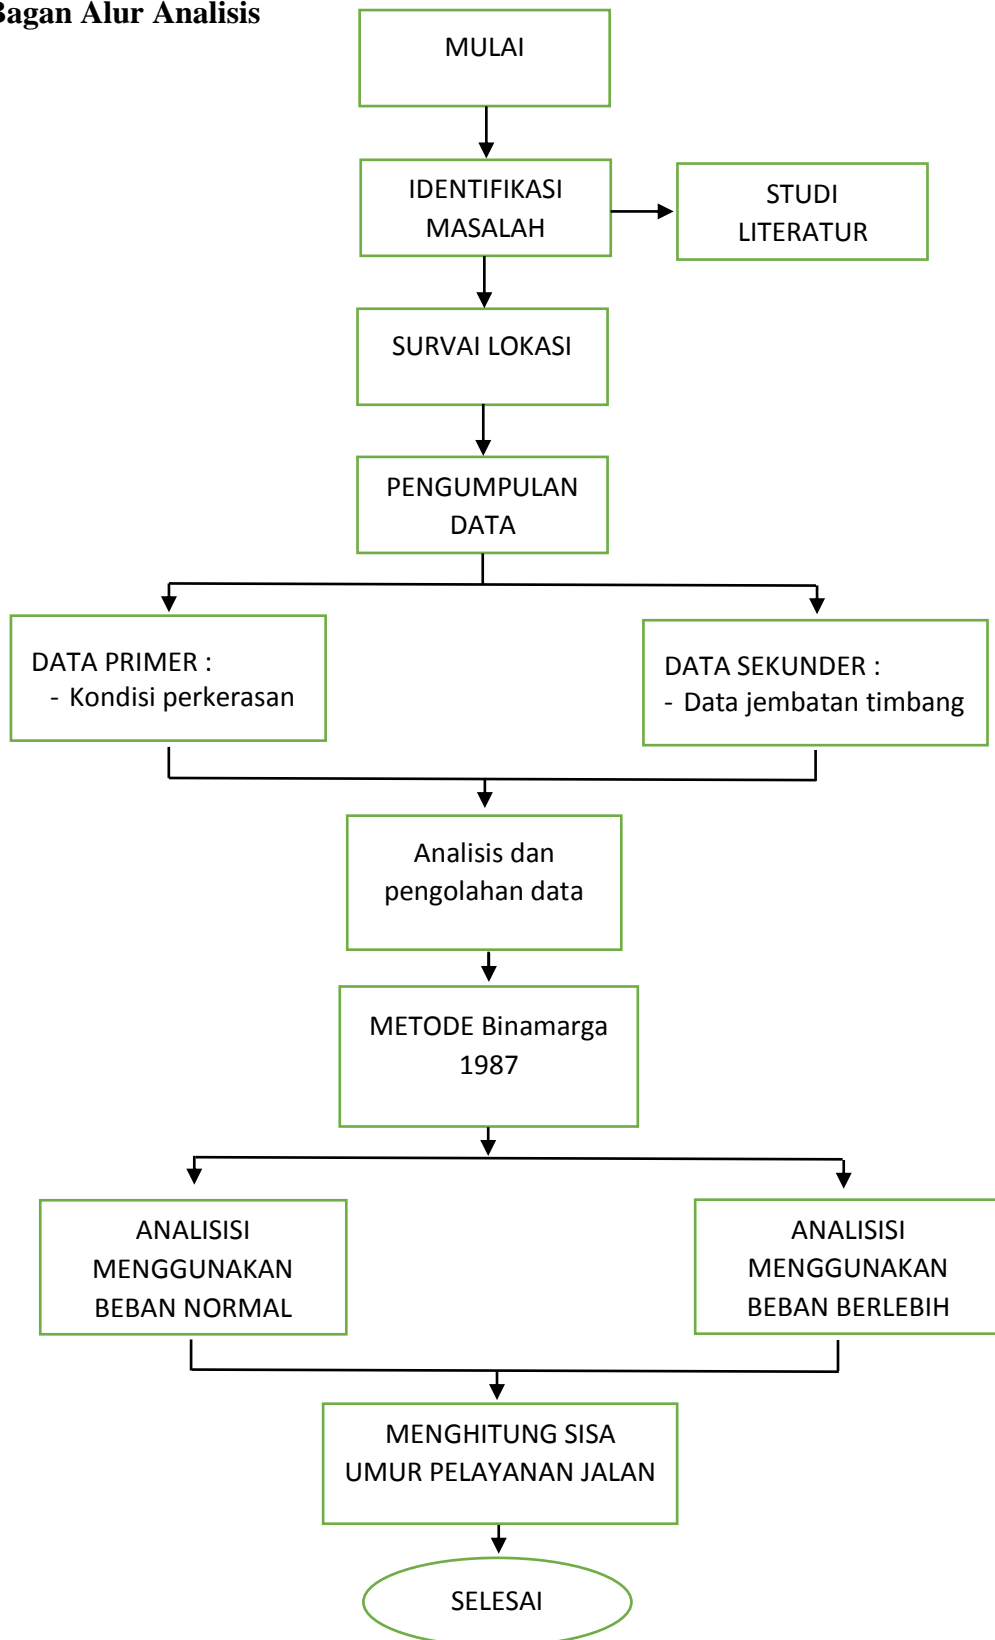 Bagan Alur Analisis
MULAI
IDENTIFIKASI
MASALAH
STUDI
LITERATUR
SURVAI LOKASI
PENGUMPULAN
DATA
DATA PRIMER :
- Kondisi perkerasan
DATA SEKUNDER :
- Data jembatan timbang
Analisis dan
pengolahan data
METODE Binamarga
1987
ANALISISI
MENGGUNAKAN
BEBAN NORMAL
ANALISISI
MENGGUNAKAN
BEBAN BERLEBIH
MENGHITUNG SISA
UMUR PELAYANAN JALAN
SELESAI